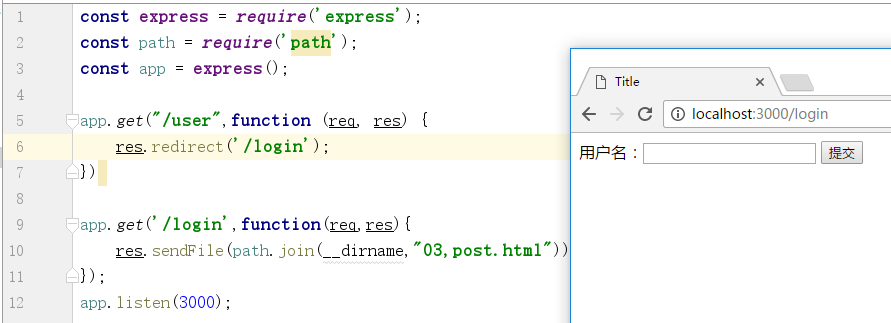 1 const express = require('express');
2 const path = require('path');
3 const app = express();
4
5 app.get("/user",function (req, res) {
6 res.redirect('/login');
7 })
8
9 app.get('/login',function(req,res){
10 res.sendFile(path.join(__dirname,"03,post.html"))
11 });
12 app.listen(3000);
Title
localhost:3000/login
用户名：
提交